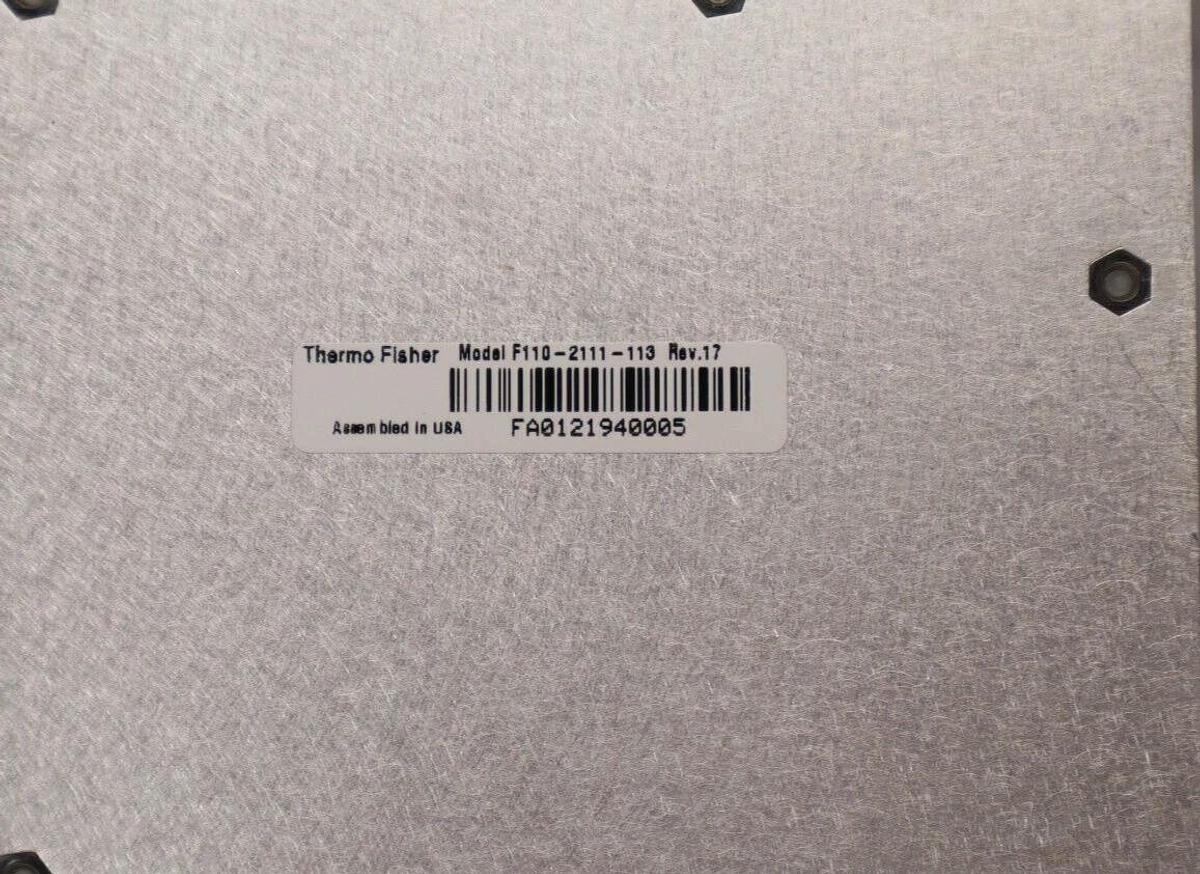 Thermo Fisher Model F110-2111-113 Rev.17
Assembled in USA FA0121940005